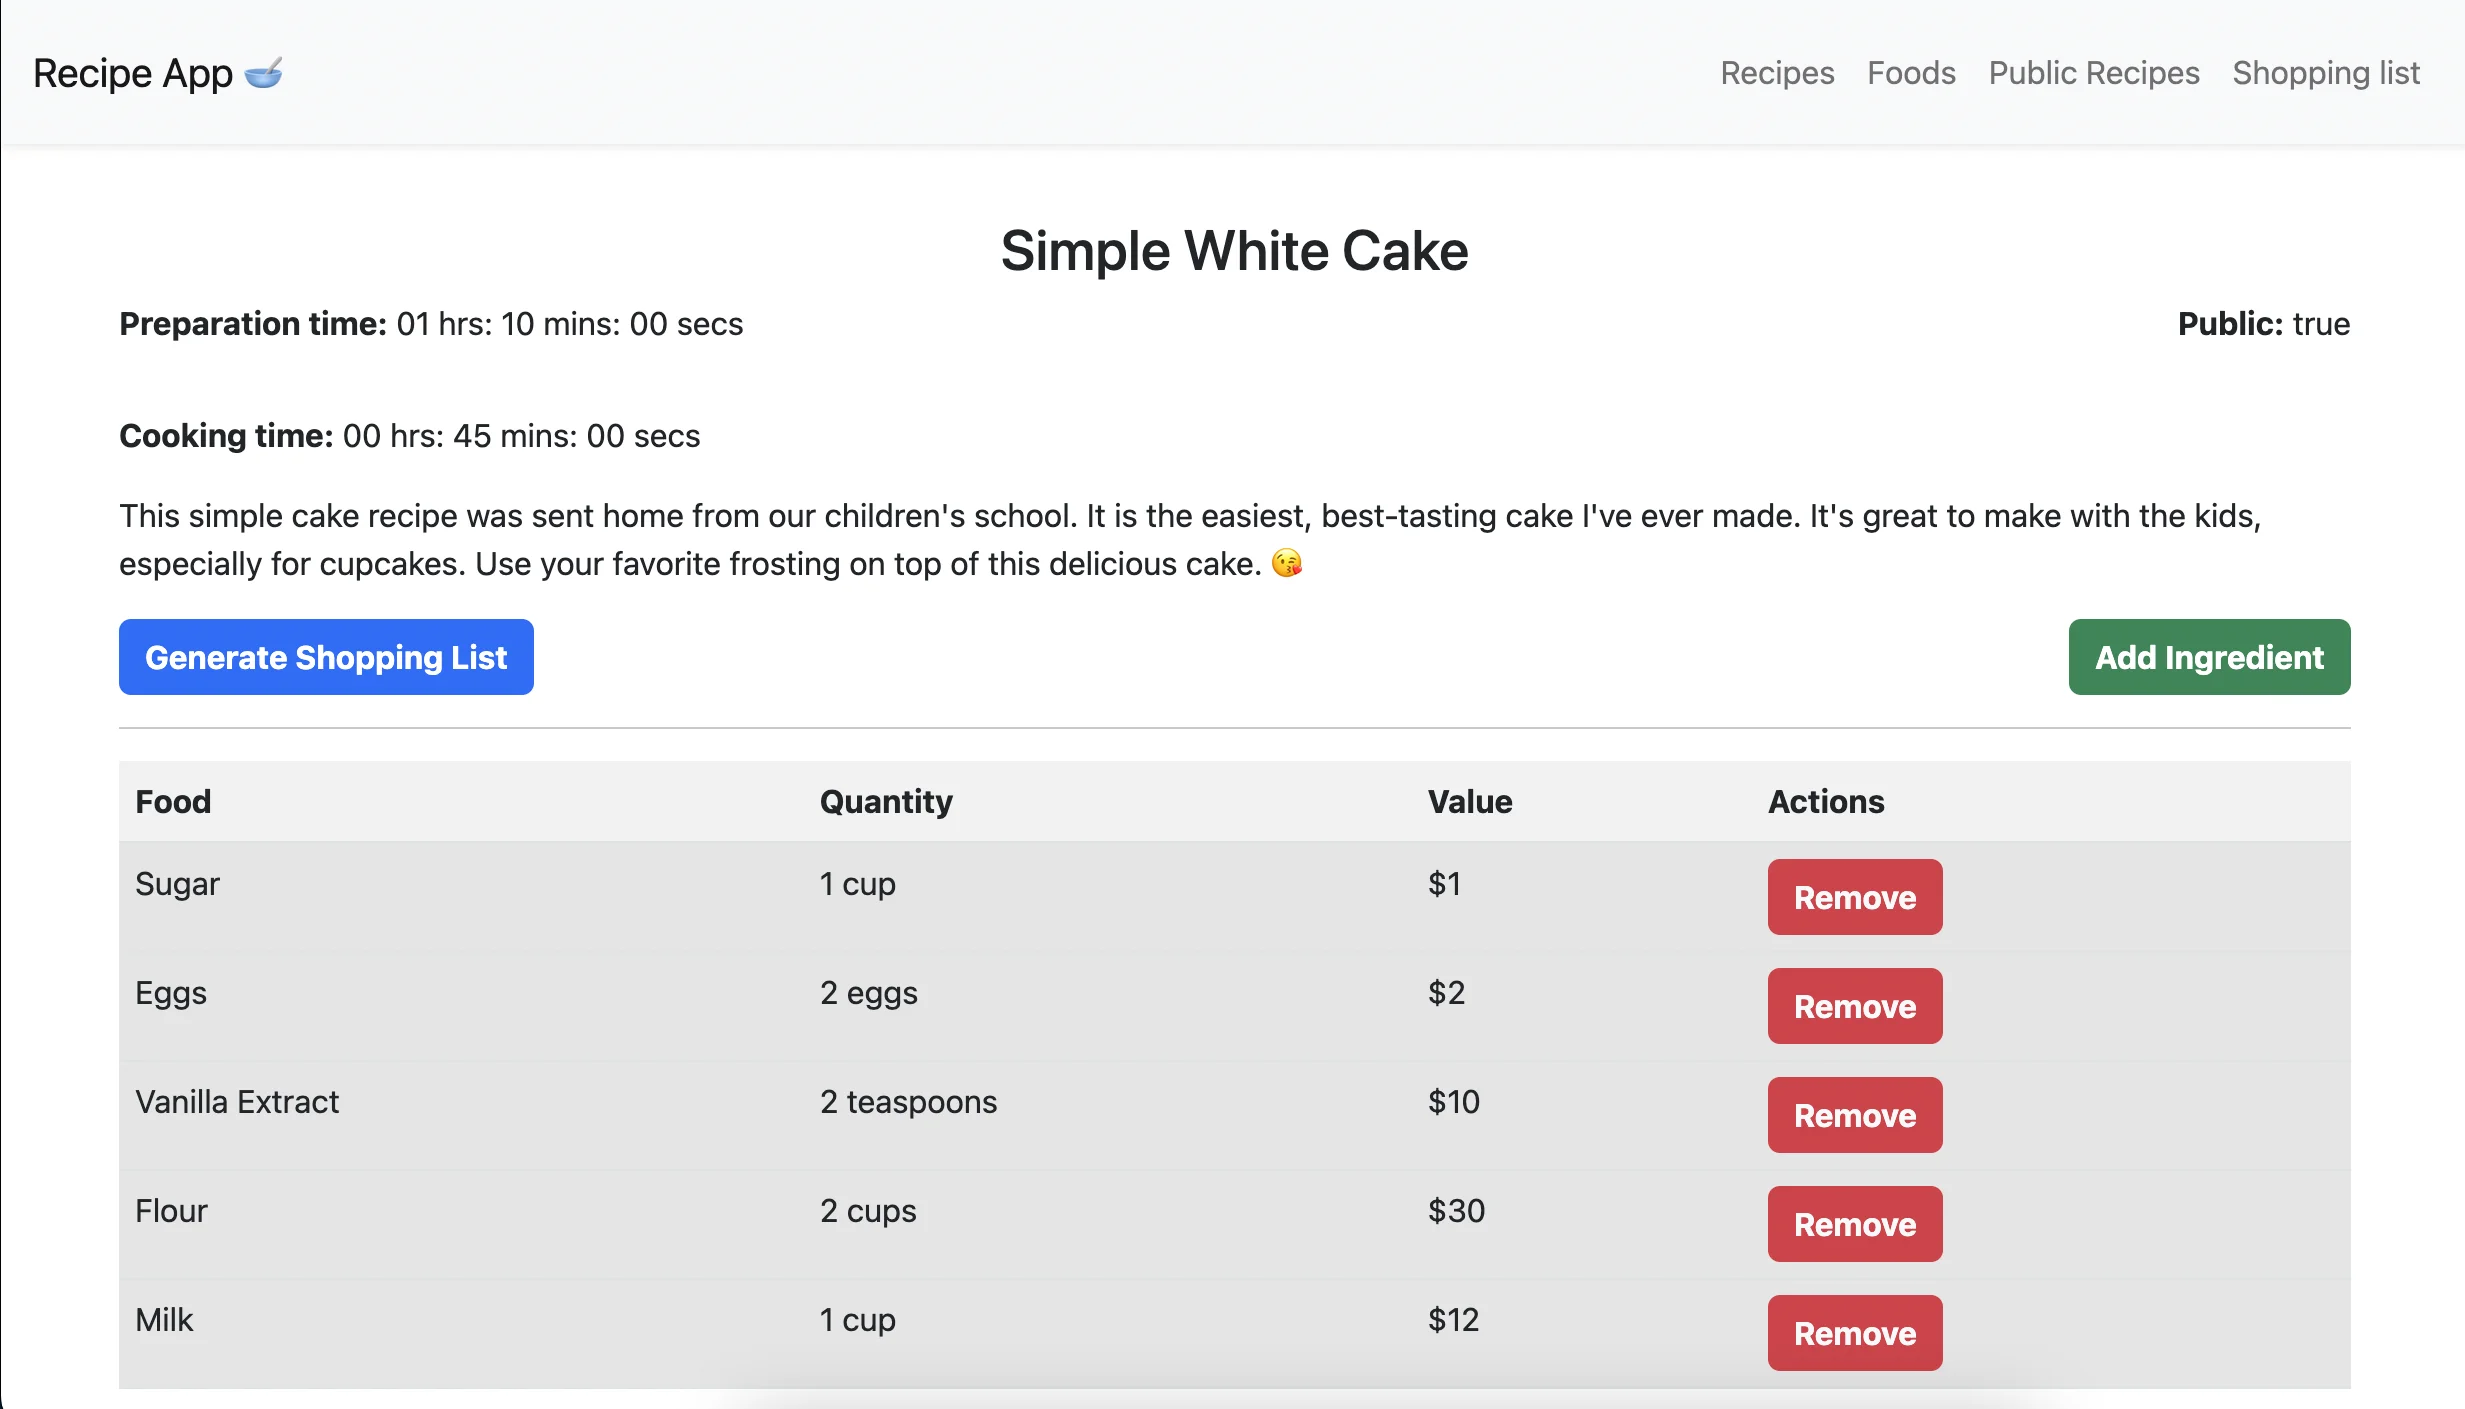 Recipe App 🥣 Recipes Foods Public Recipes Shopping list
Simple White Cake
Preparation time: 01 hrs: 10 mins: 00 secs Public: true
Cooking time: 00 hrs: 45 mins: 00 secs
This simple cake recipe was sent home from our children's school. It is the easiest, best-tasting cake I've ever made. It's great to make with the kids,
especially for cupcakes. Use your favorite frosting on top of this delicious cake. 😘
Generate Shopping List Add Ingredient
Food Quantity Value Actions
Sugar 1 cup $1 Remove
Eggs 2 eggs $2 Remove
Vanilla Extract 2 teaspoons $10 Remove
Flour 2 cups $30 Remove
Milk 1 cup $12 Remove